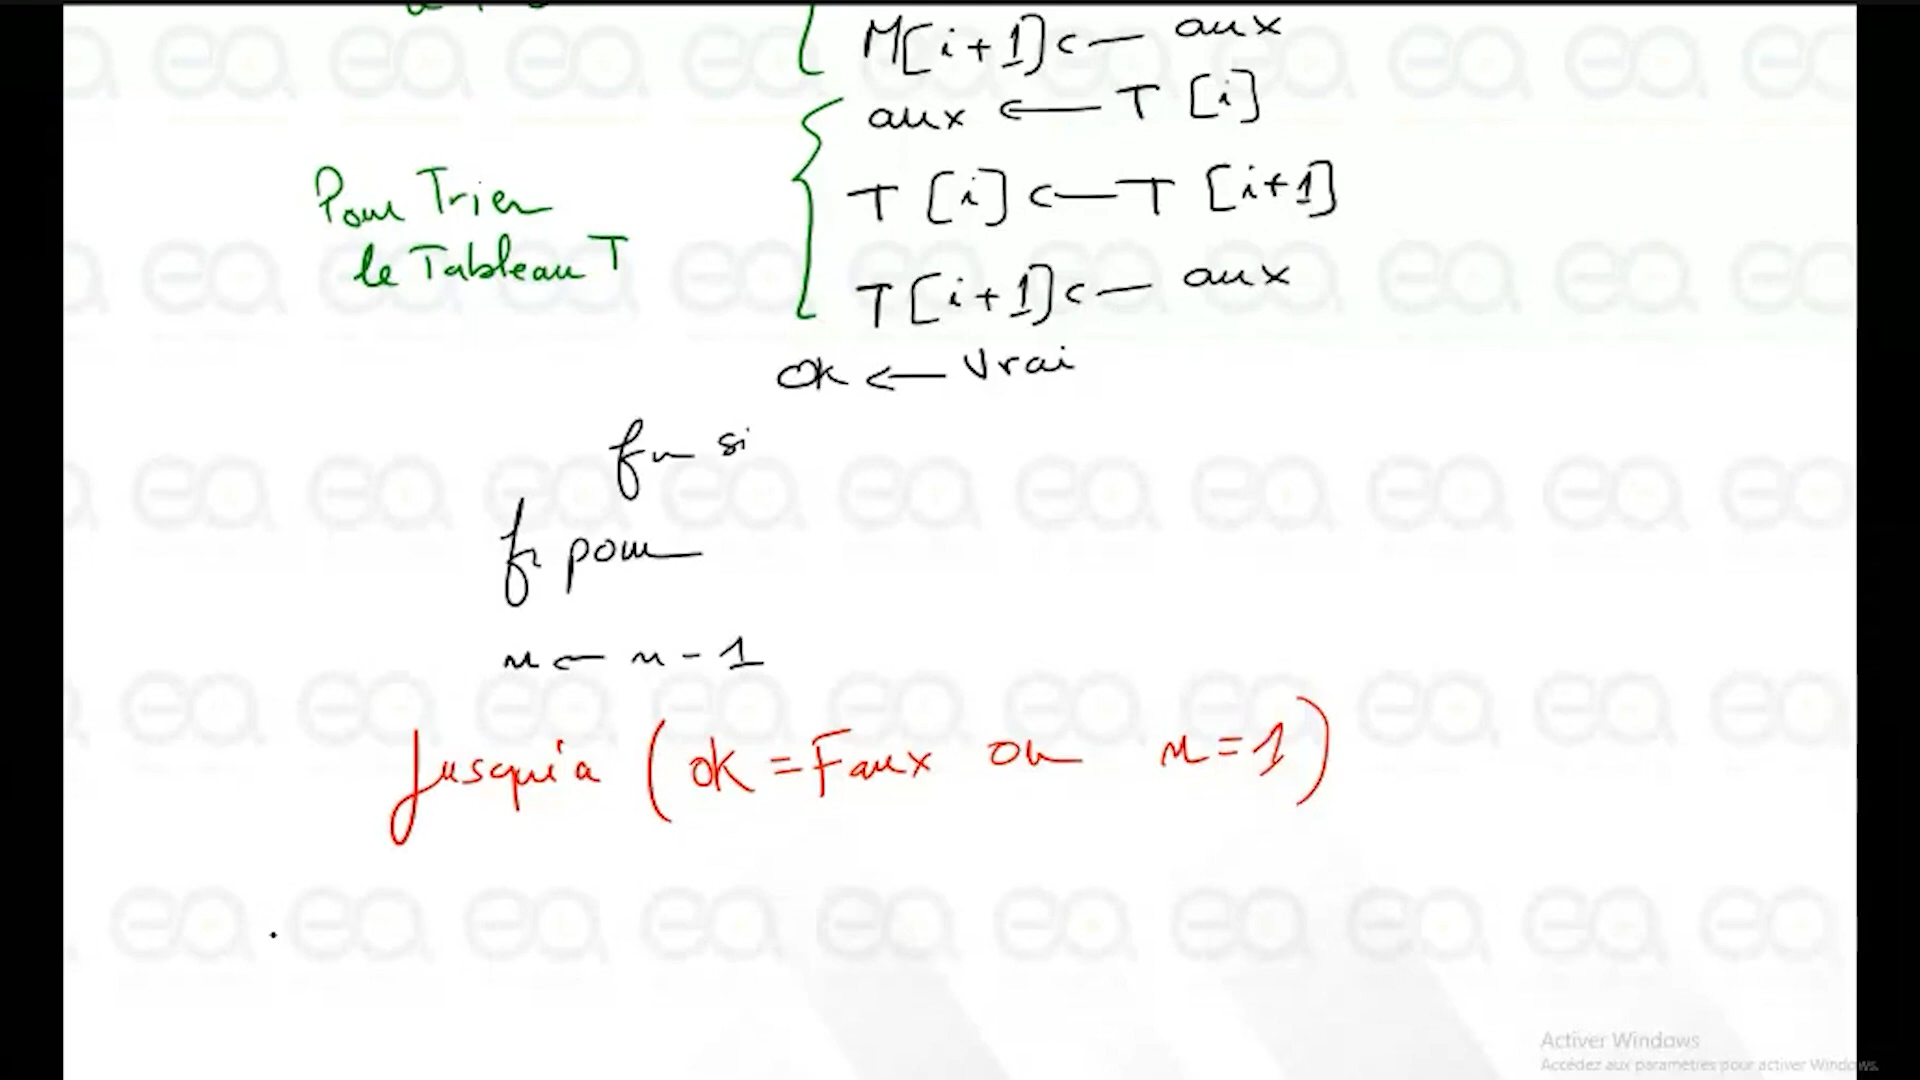 M[i+1] ← aux
aux ← T [i]
T [i] ← T [i+1]
Pour Trier
le Tableau T
T[i+1] ← aux
ok ← Vrai
fin si
fin pour
n ← n - 1
Jusqu'à (ok = Faux ou n = 1)
Activer Windows
Accédez aux paramètres pour activer Windows.